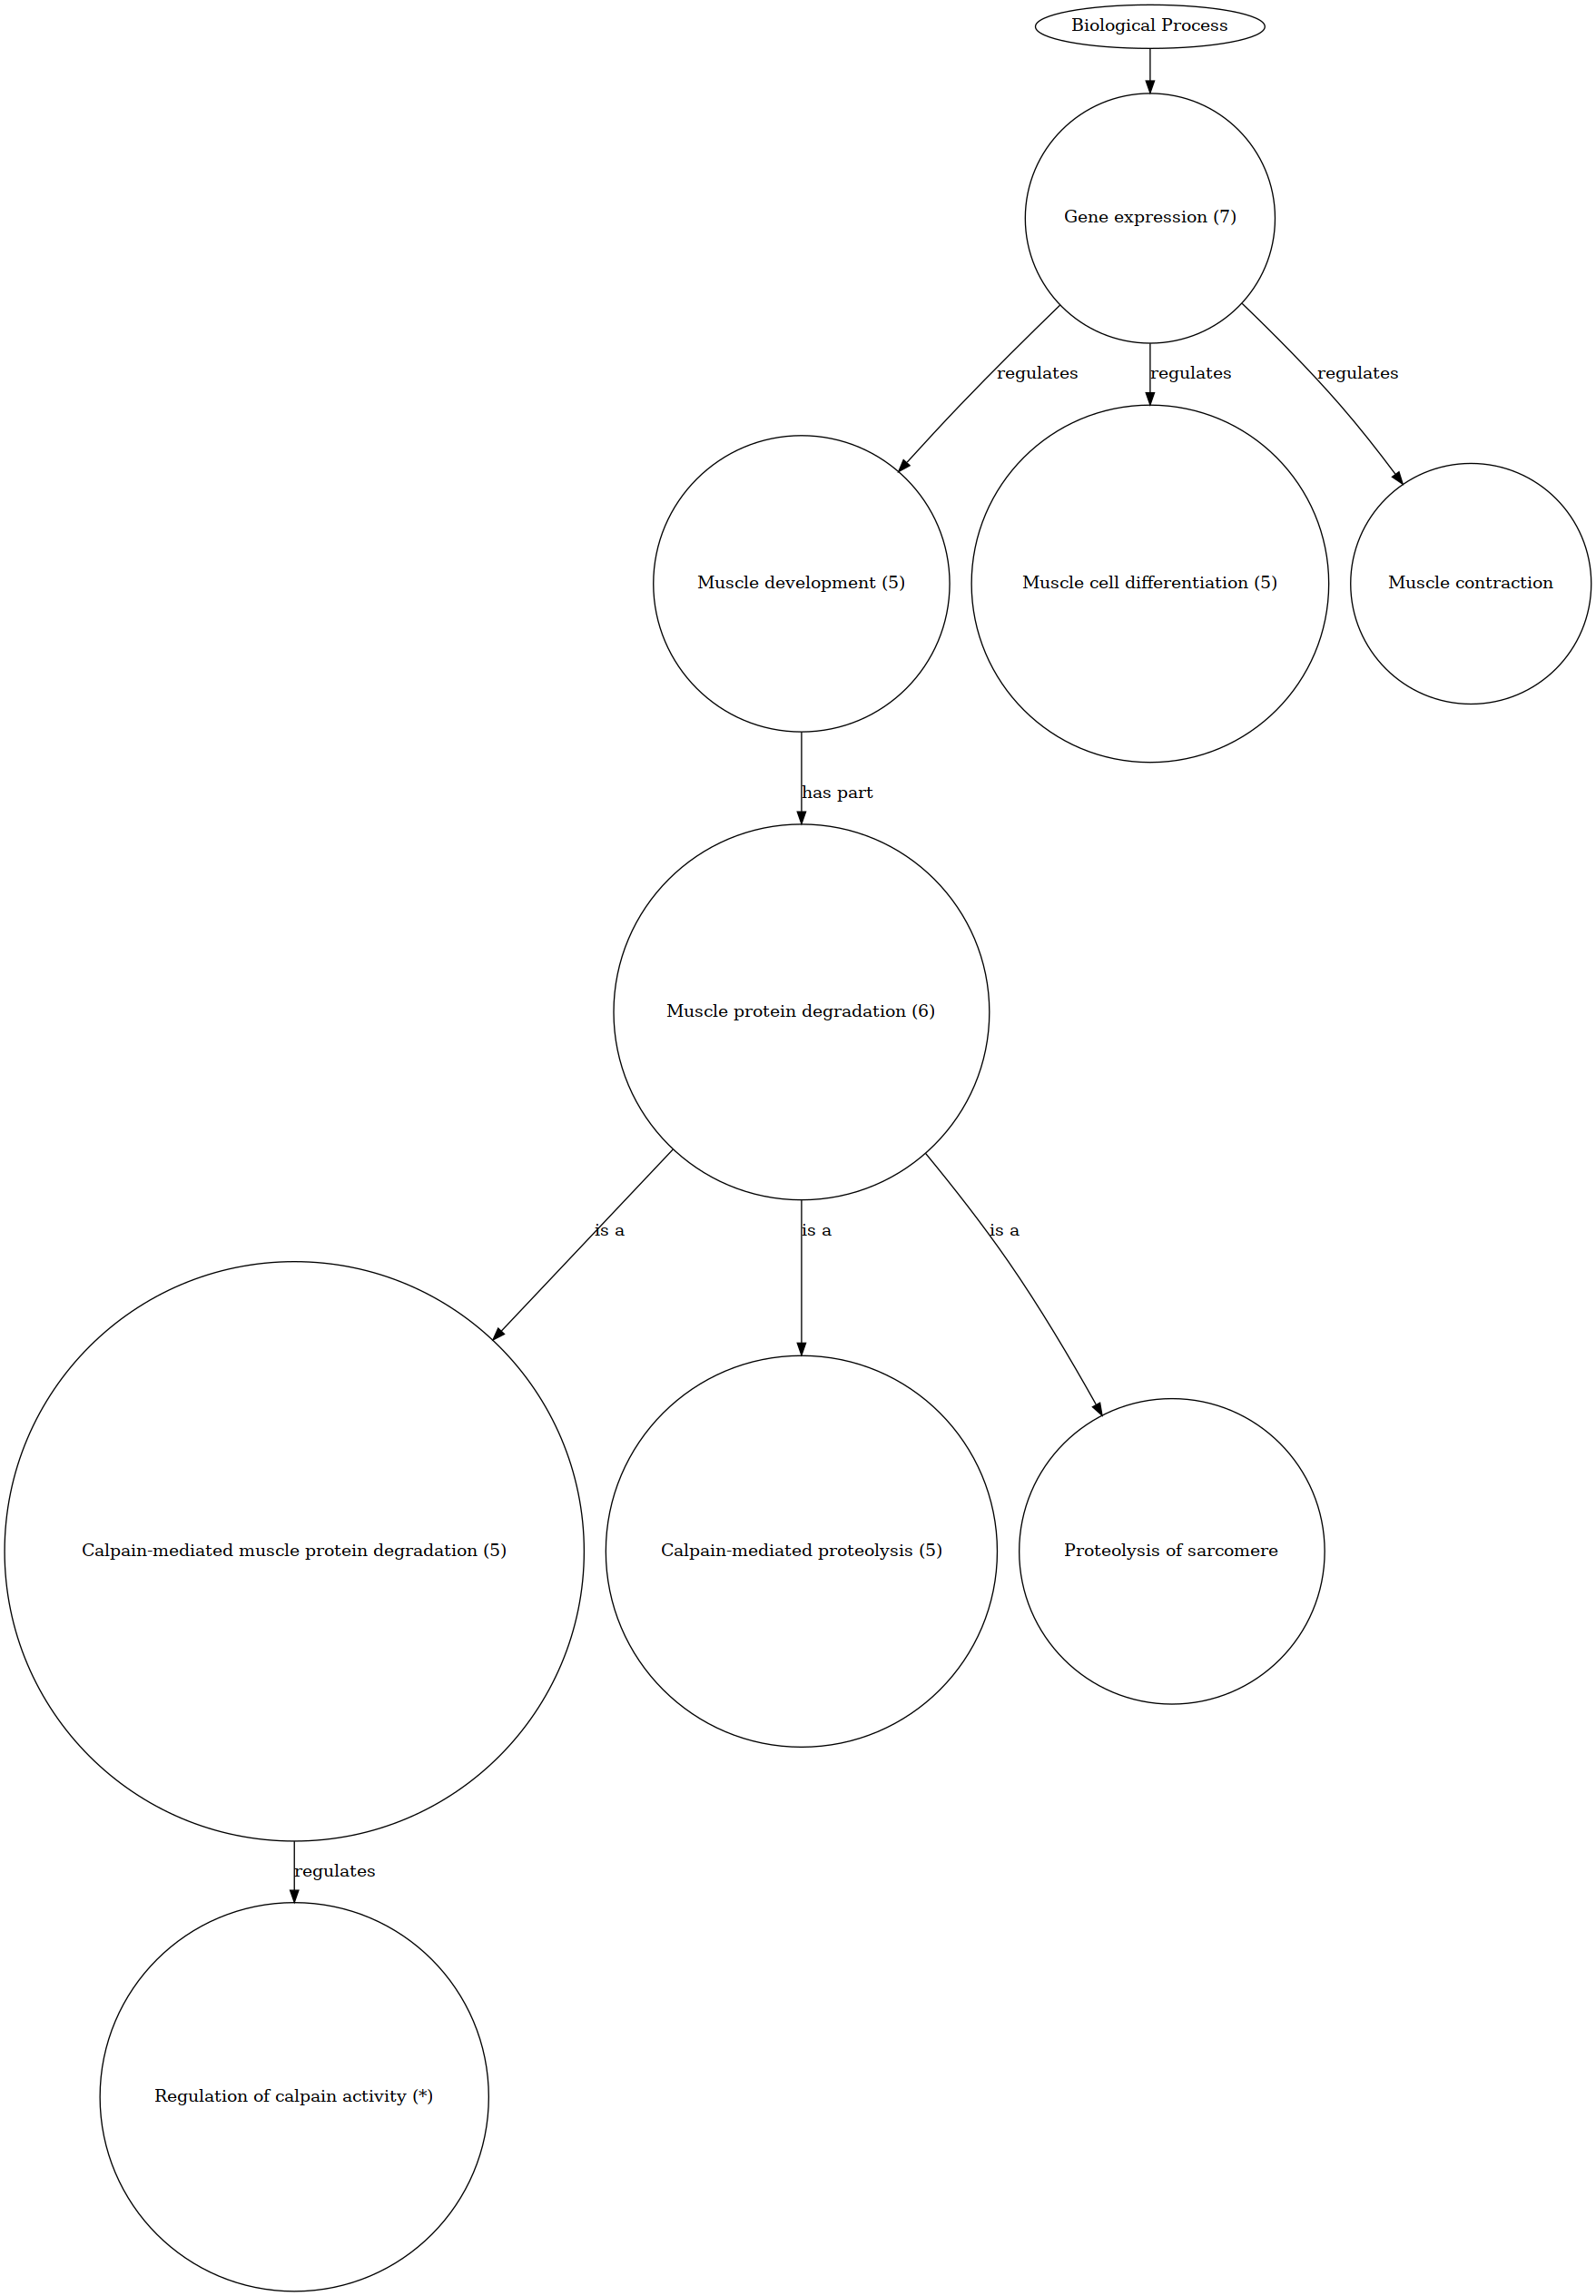 Biological Process
Gene expression (7)
regulates
regulates
regulates
Muscle development (5)
Muscle cell differentiation (5)
Muscle contraction
has part
Muscle protein degradation (6)
is a
is a
is a
Calpain-mediated muscle protein degradation (5)
Calpain-mediated proteolysis (5)
Proteolysis of sarcomere
regulates
Regulation of calpain activity (*)